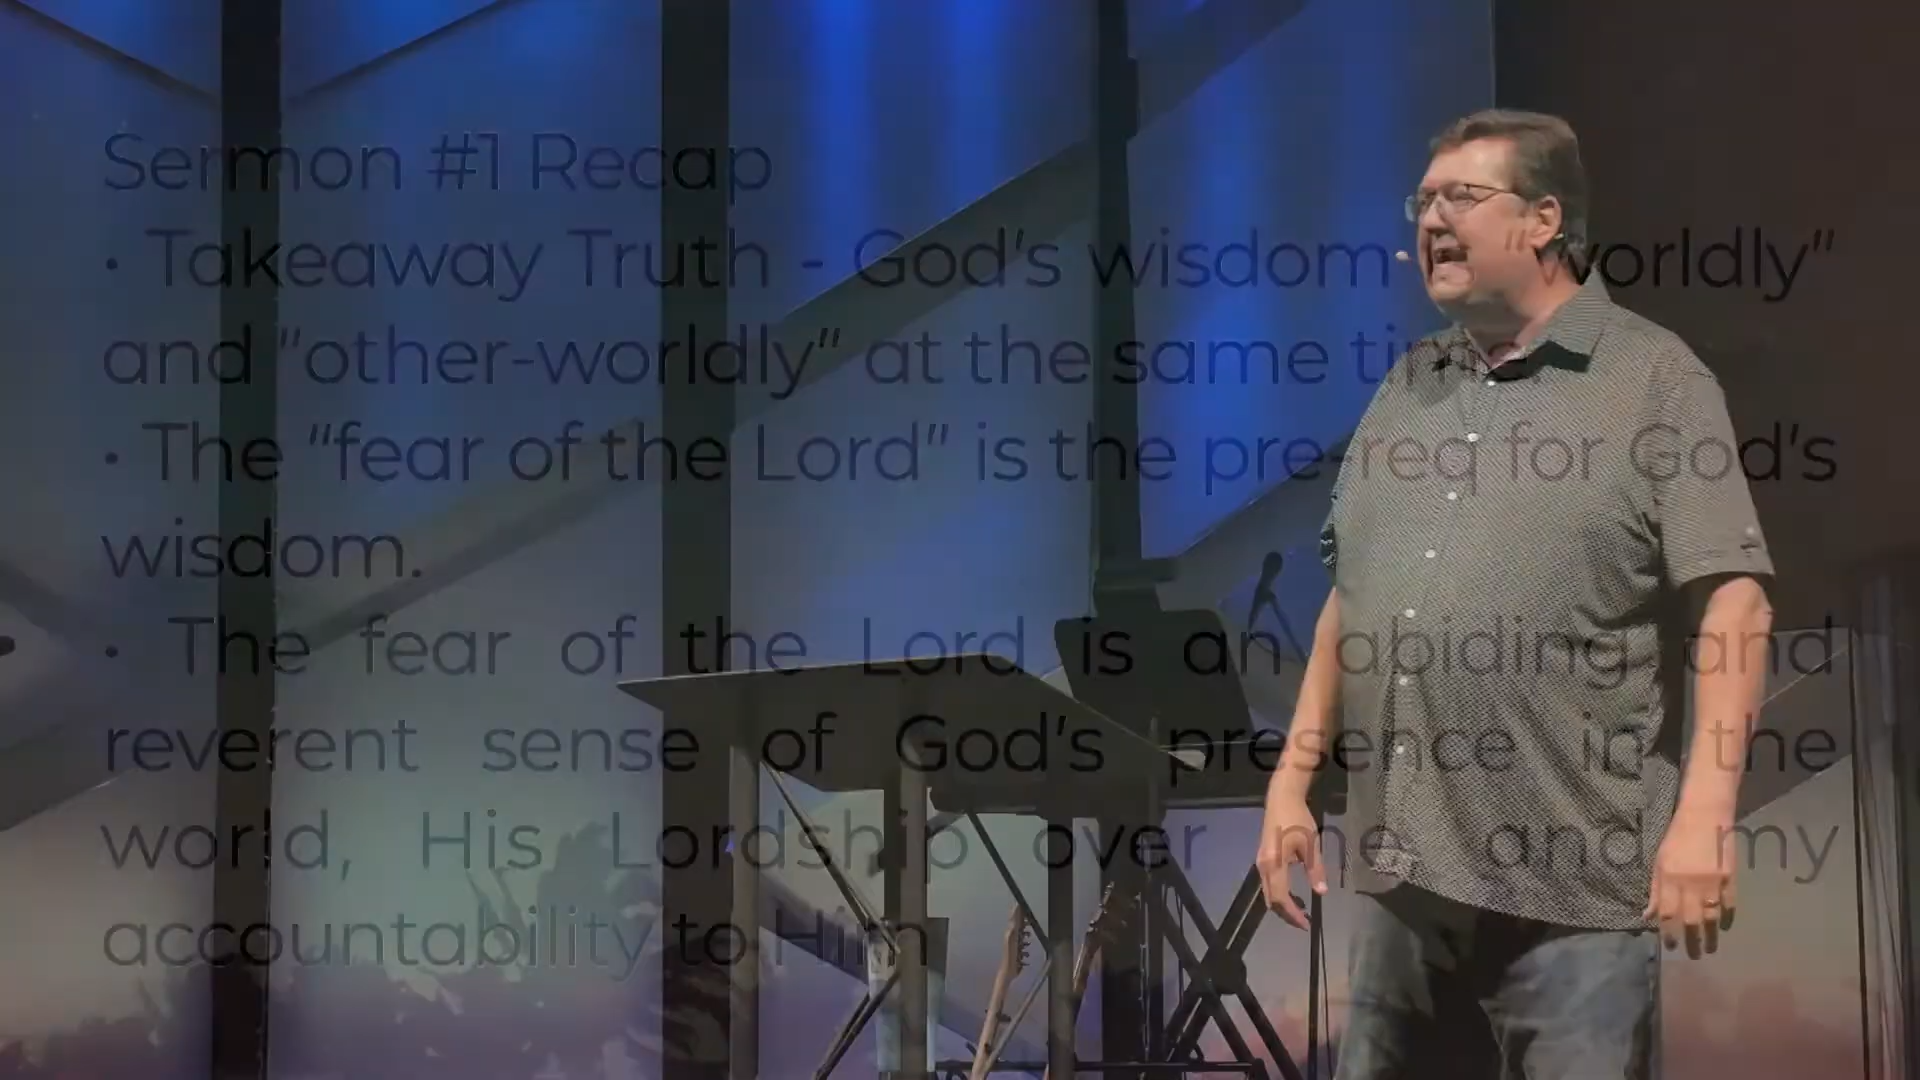 Sermon #1 Recap
• Takeaway Truth - God's wisdom "worldly"
and "other-worldly" at the same time
• The "fear of the Lord" is the pre-req for God's
wisdom.
• The fear of the Lord is an abiding and
reverent sense of God's presence in the
world, His Lordship over me and my
accountability to Him